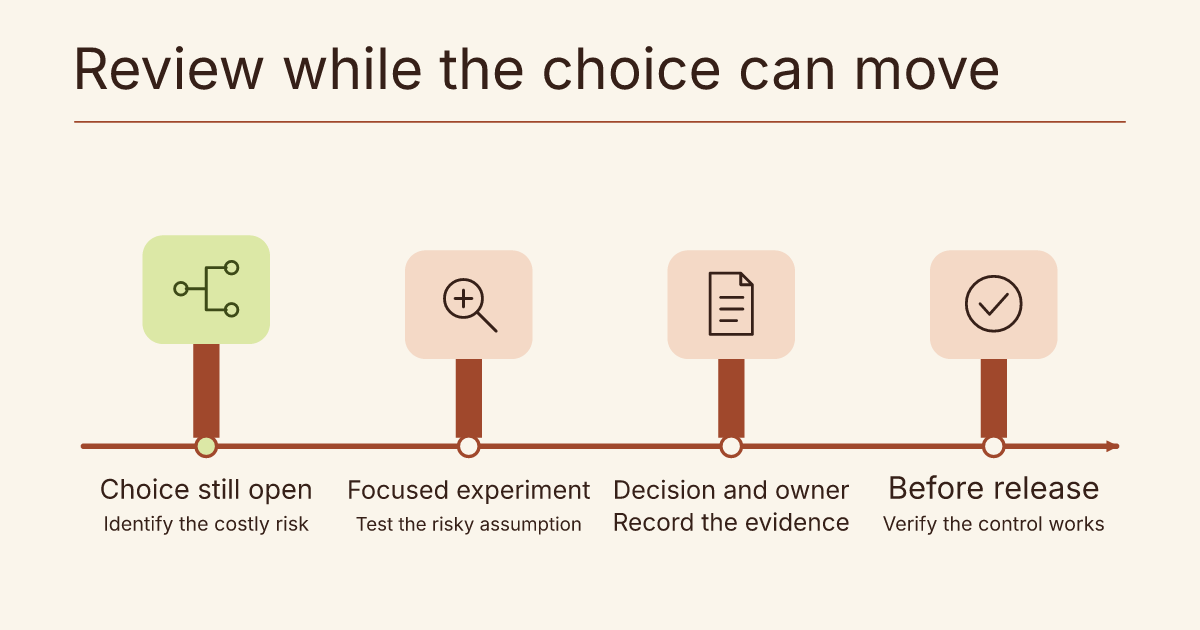 Review while the choice can move
Choice still open
Identify the costly risk
Focused experiment
Test the risky assumption
Decision and owner
Record the evidence
Before release
Verify the control works